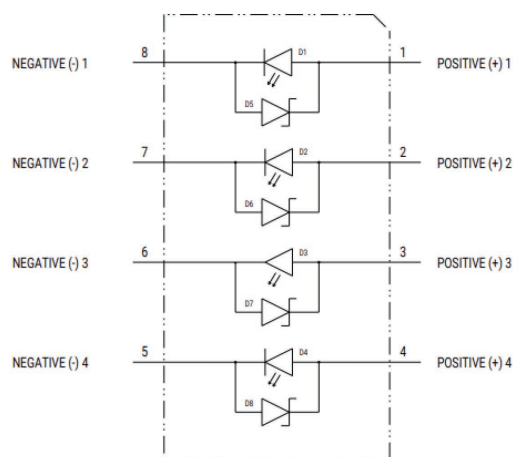 8 D1 1
NEGATIVE (-) 1 POSITIVE (+) 1
D5
7 D2 2
NEGATIVE (-) 2 POSITIVE (+) 2
D6
6 D3 3
NEGATIVE (-) 3 POSITIVE (+) 3
D7
5 D4 4
NEGATIVE (-) 4 POSITIVE (+) 4
D8